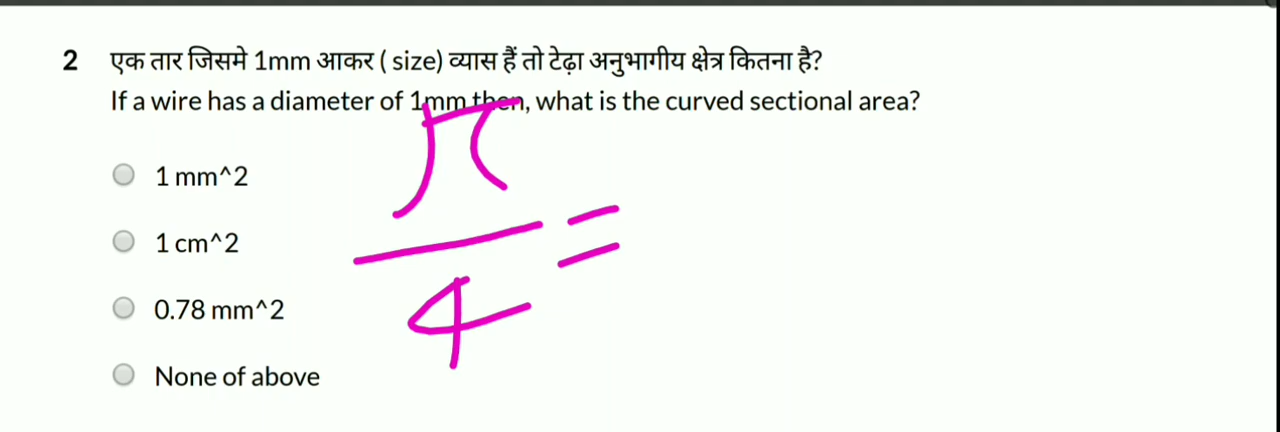 2 एक तार जिसमे 1mm आकर ( size) व्यास हैं तो टेढ़ा अनुभागीय क्षेत्र कितना है?
If a wire has a diameter of 1mm then, what is the curved sectional area?
π
4
=
1 mm^2
1 cm^2
0.78 mm^2
None of above